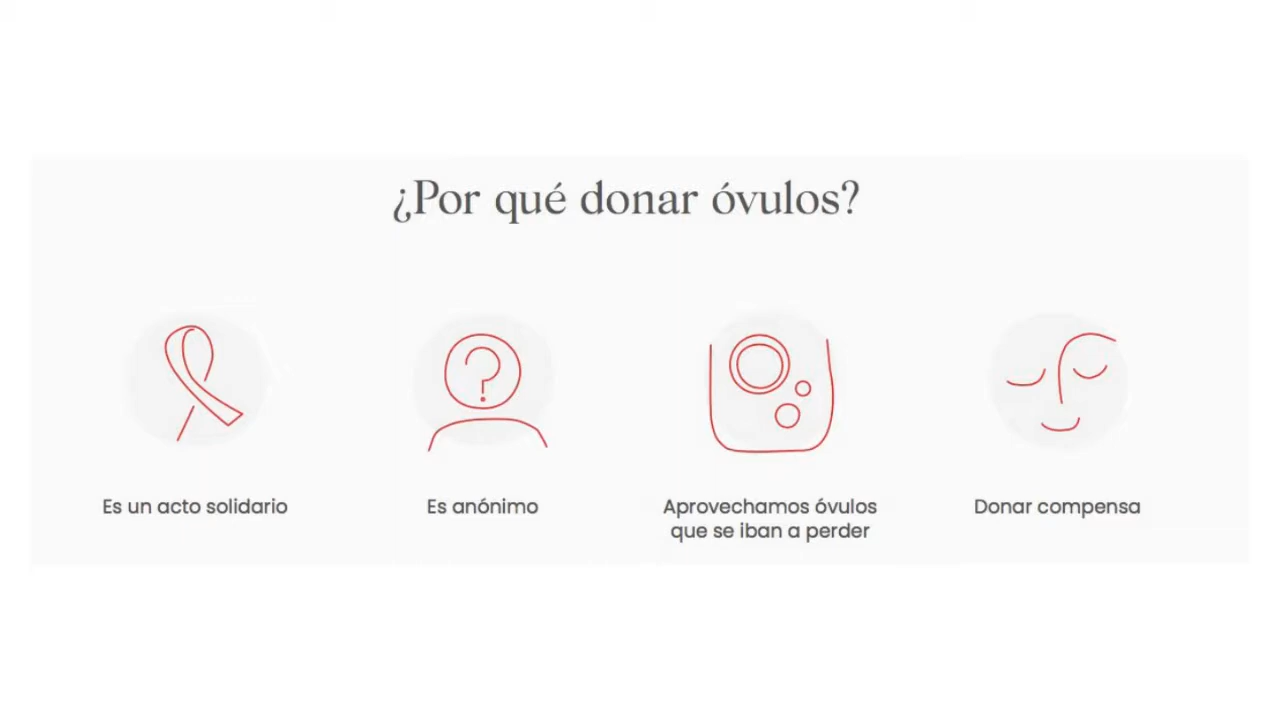 ¿Por qué donar óvulos?
Es un acto solidario
Es anónimo
Aprovechamos óvulos
que se iban a perder
Donar compensa